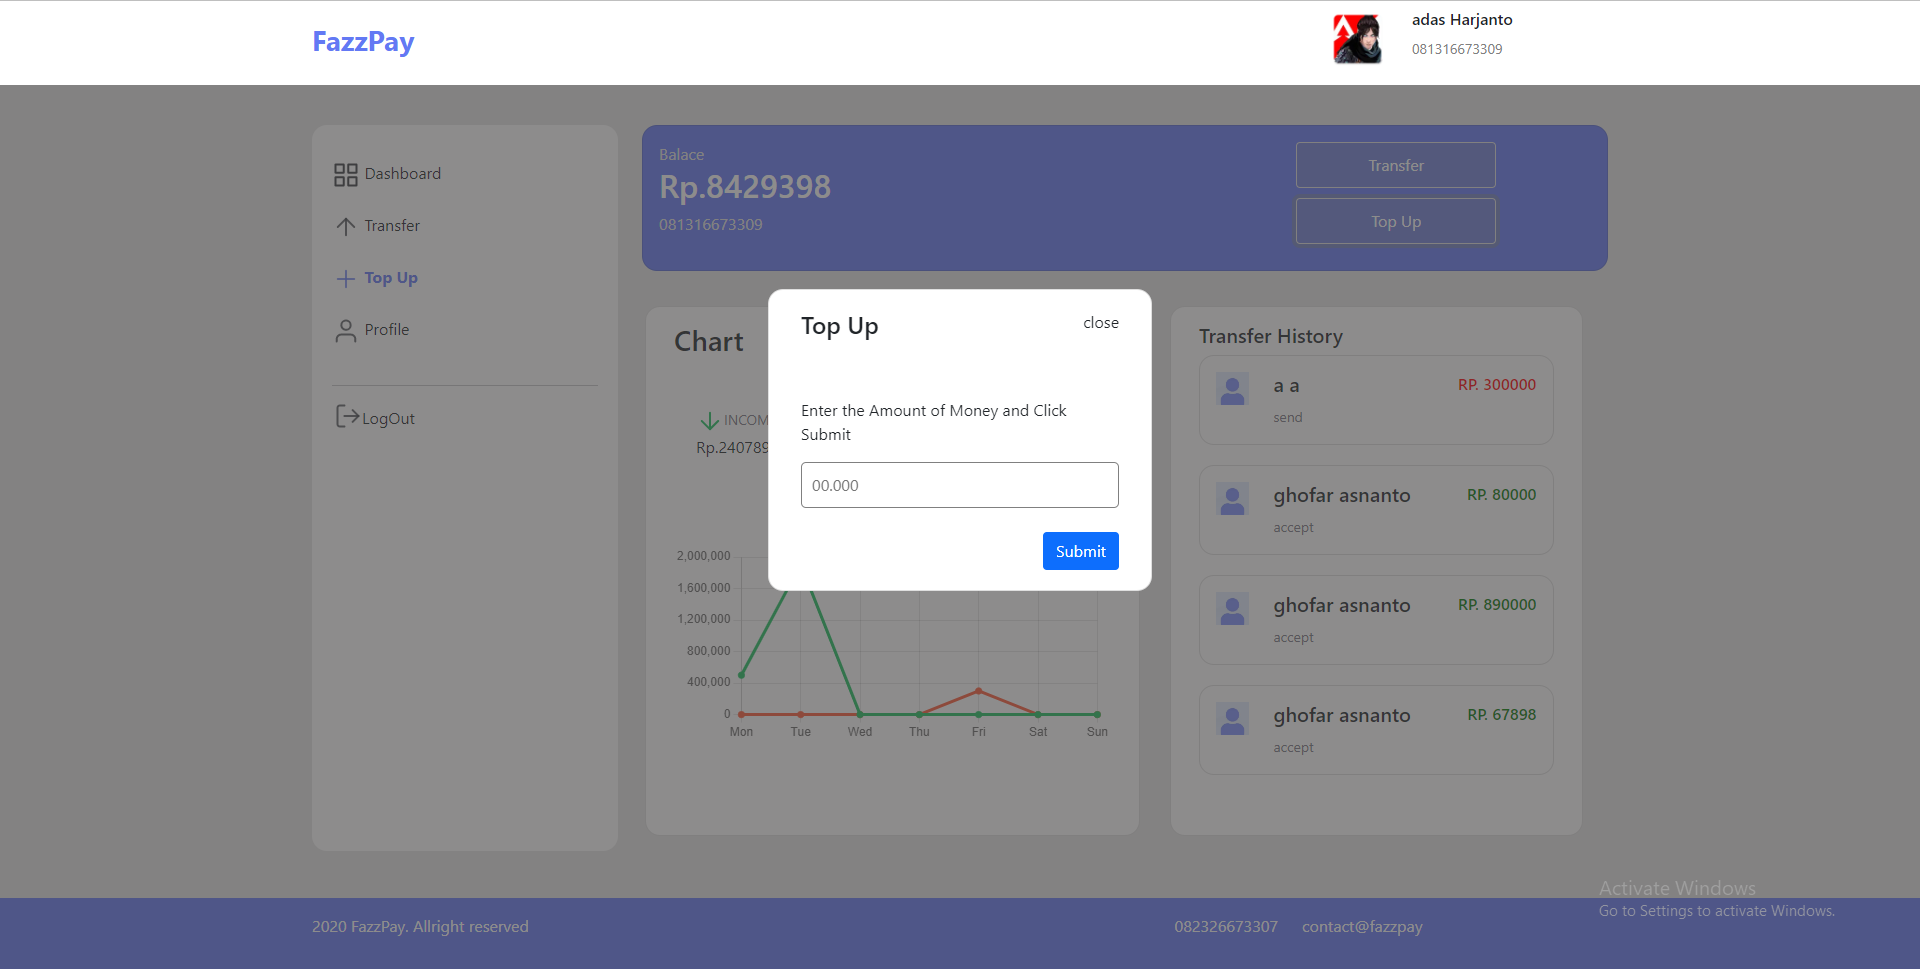 FazzPay
adas Harjanto
081316673309
Dashboard
Transfer
Top Up
Profile
LogOut
Balace
Rp.8429398
081316673309
Transfer
Top Up
Chart
INCOM
Rp.240789
2,000,000
1,600,000
1,200,000
800,000
400,000
0
Mon Tue Wed Thu Fri Sat Sun
Top Up
close
Enter the Amount of Money and Click
Submit
00.000
Submit
Transfer History
a a
RP. 300000
send
ghofar asnanto
RP. 80000
accept
ghofar asnanto
RP. 890000
accept
ghofar asnanto
RP. 67898
accept
Activate Windows
Go to Settings to activate Windows.
2020 FazzPay. Allright reserved
082326673307
contact@fazzpay